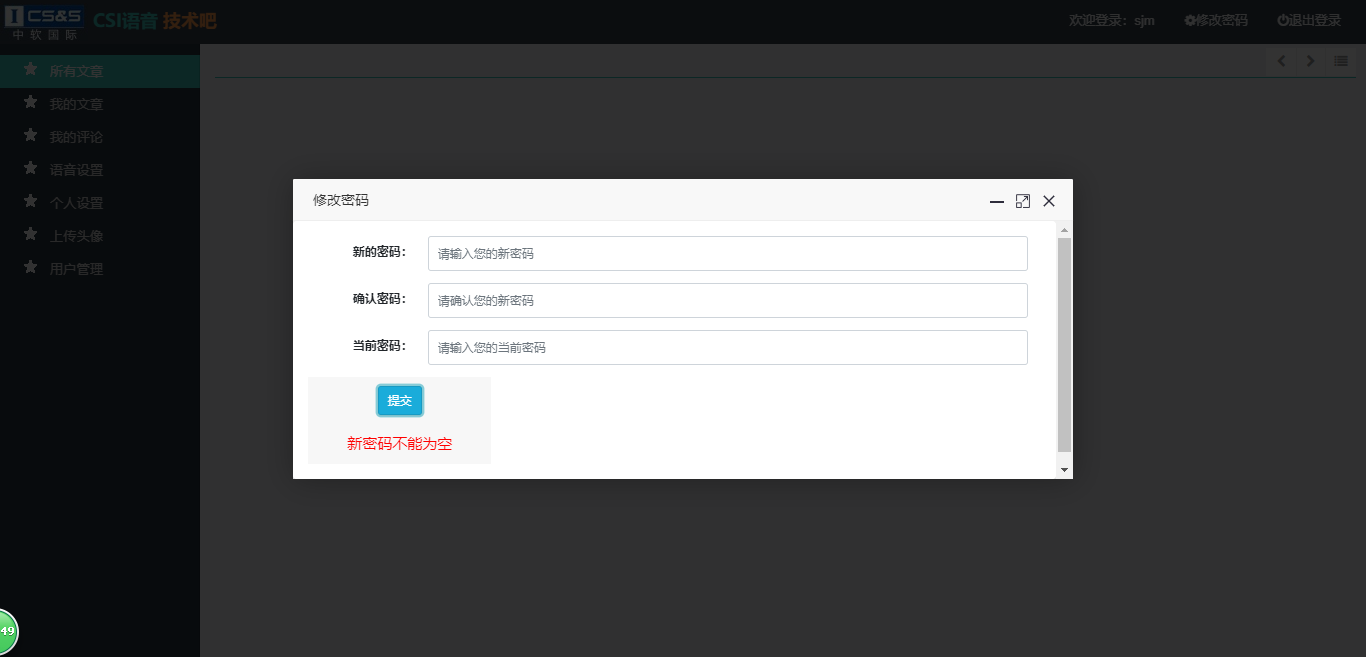 CS&S
中软国际
CSI语音 技术吧
欢迎登录：sjm
修改密码
退出登录
所有文章
我的文章
我的评论
语音设置
个人设置
上传头像
用户管理
修改密码
新的密码：
请输入您的新密码
确认密码：
请确认您的新密码
当前密码：
请输入您的当前密码
提交
新密码不能为空
49